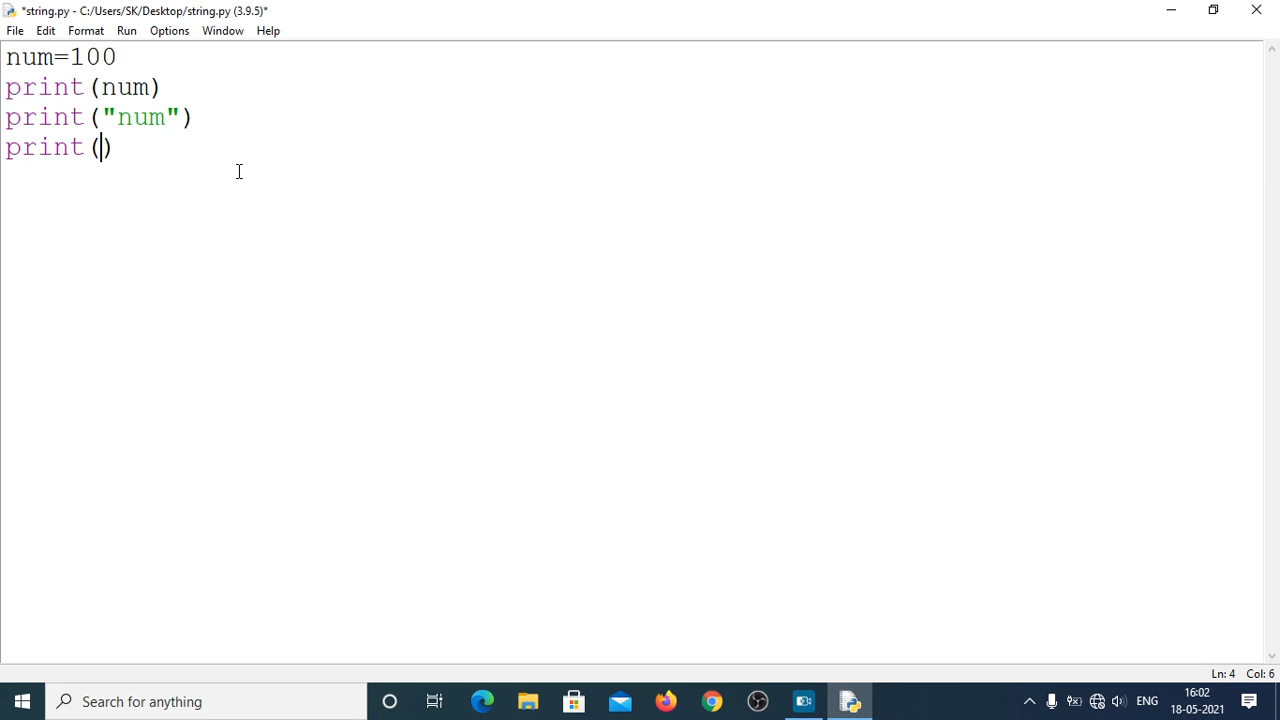 *string.py - C:/Users/SK/Desktop/string.py (3.9.5)*
File Edit Format Run Options Window Help
num=100
print(num)
print("num")
print()
Ln: 4 Col: 6
Search for anything
ENG
16:02
18-05-2021